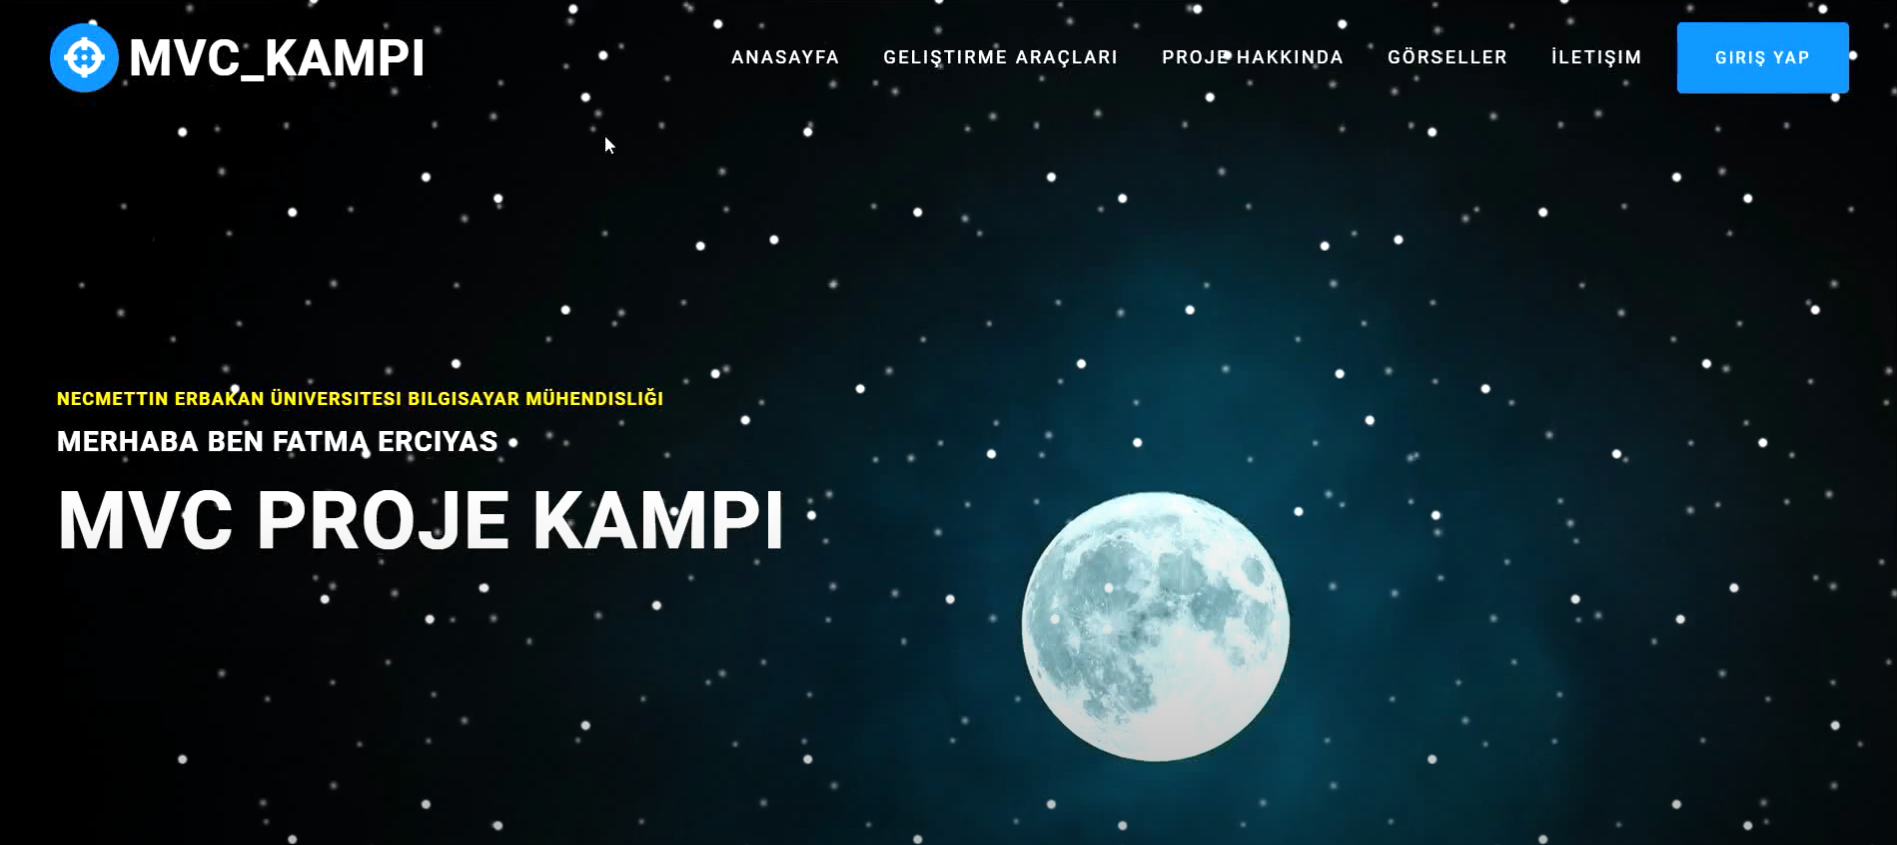 MVC_KAMPI
ANASAYFA GELIŞTIRME ARAÇLARI PROJE HAKKINDA GÖRSELLER İLETIŞIM GIRIŞ YAP
NECMETTIN ERBAKAN ÜNIVERSITESI BILGISAYAR MÜHENDISLIĞI
MERHABA BEN FATMA ERCIYAS
MVC PROJE KAMPI